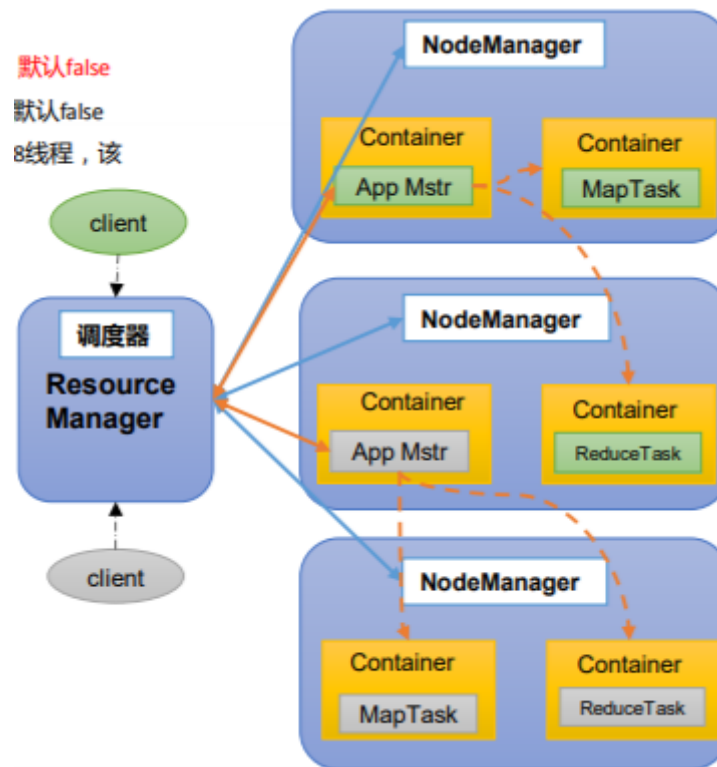 默认false
默认false
8线程，该
client
调度器
Resource
Manager
client
NodeManager
Container
App Mstr
Container
MapTask
NodeManager
Container
App Mstr
Container
ReduceTask
NodeManager
Container
MapTask
Container
ReduceTask